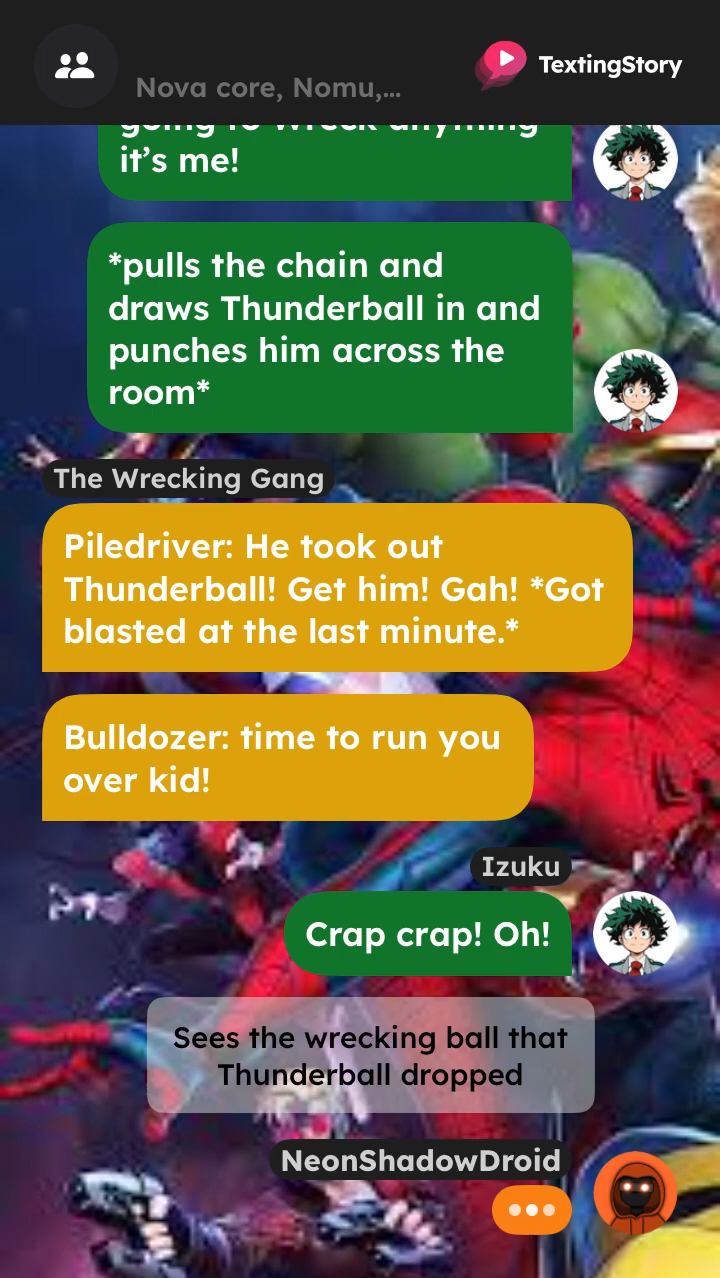 Nova core, Nomu,...
TextingStory
going to wreck anything
it's me!
*pulls the chain and
draws Thunderball in and
punches him across the
room*
The Wrecking Gang
Piledriver: He took out
Thunderball! Get him! Gah! *Got
blasted at the last minute.*
Bulldozer: time to run you
over kid!
Izuku
Crap crap! Oh!
Sees the wrecking ball that
Thunderball dropped
NeonShadowDroid